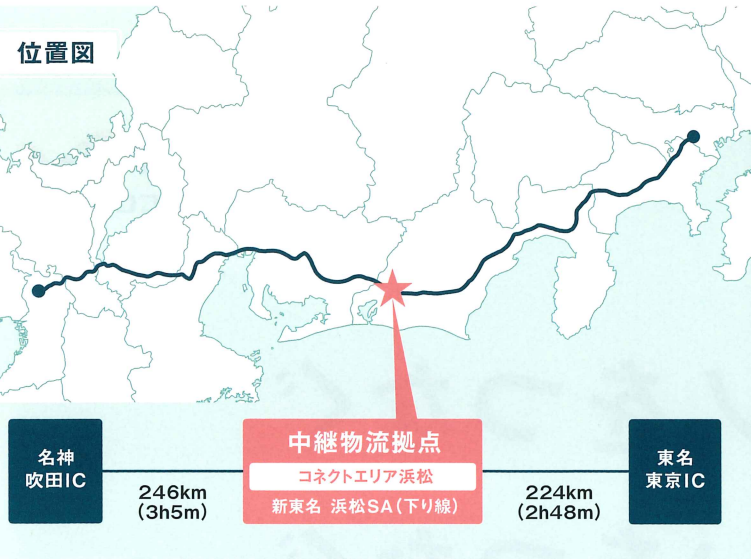 位置図
中継物流拠点
コネクトエリア浜松
新東名 浜松SA(下り線)
名神
吹田IC
246km
(3h5m)
224km
(2h48m)
東名
東京IC